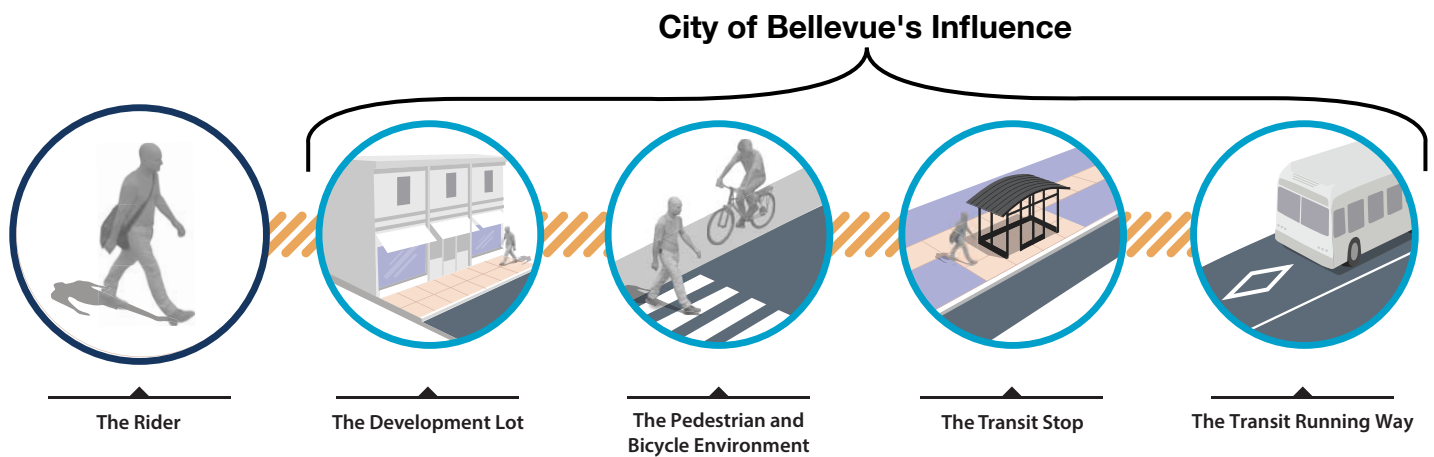 City of Bellevue's Influence
The Rider
The Development Lot
The Pedestrian and
Bicycle Environment
The Transit Stop
The Transit Running Way